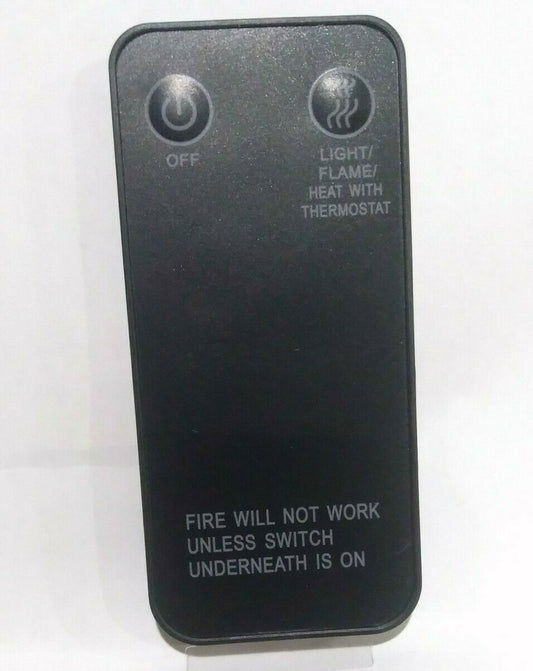 OFF
LIGHT/
FLAME/
HEAT WITH
THERMOSTAT
FIRE WILL NOT WORK
UNLESS SWITCH
UNDERNEATH IS ON